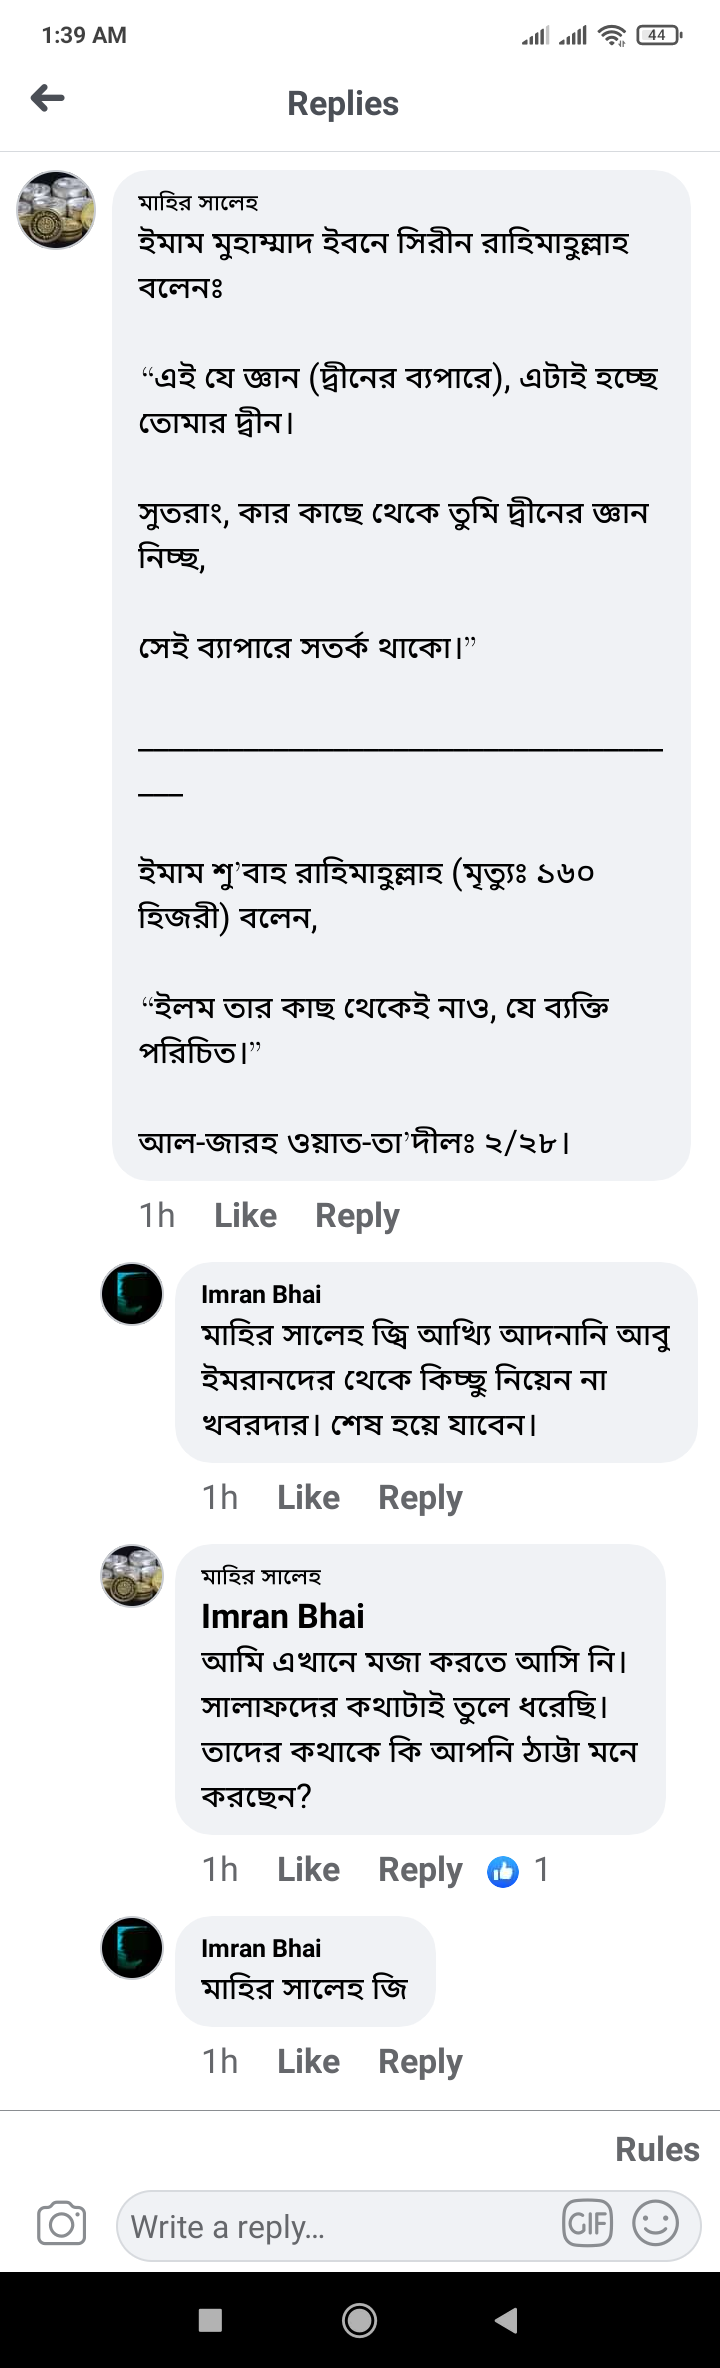 1:39 AM
44
Replies
মাহির সালেহ
ইমাম মুহাম্মাদ ইবনে সিরীন রাহিমাহুল্লাহ
বলেনঃ
“এই যে জ্ঞান (দ্বীনের ব্যপারে), এটাই হচ্ছে
তোমার দ্বীন।
সুতরাং, কার কাছে থেকে তুমি দ্বীনের জ্ঞান
নিচ্ছ,
সেই ব্যাপারে সতর্ক থাকো।”
___________________________________
___
ইমাম শু’বাহ রাহিমাহুল্লাহ (মৃত্যুঃ ১৬০
হিজরী) বলেন,
“ইলম তার কাছ থেকেই নাও, যে ব্যক্তি
পরিচিত।”
আল-জারহ ওয়াত-তা’দীলঃ ২/২৮।
1h Like Reply
Imran Bhai
মাহির সালেহ জ্বি আখ্যি আদনানি আবু
ইমরানদের থেকে কিচ্ছু নিয়েন না
খবরদার। শেষ হয়ে যাবেন।
1h Like Reply
মাহির সালেহ
Imran Bhai
আমি এখানে মজা করতে আসি নি।
সালাফদের কথাটাই তুলে ধরেছি।
তাদের কথাকে কি আপনি ঠাট্টা মনে
করছেন?
1h Like Reply 1
Imran Bhai
মাহির সালেহ জি
1h Like Reply
Rules
Write a reply...
GIF